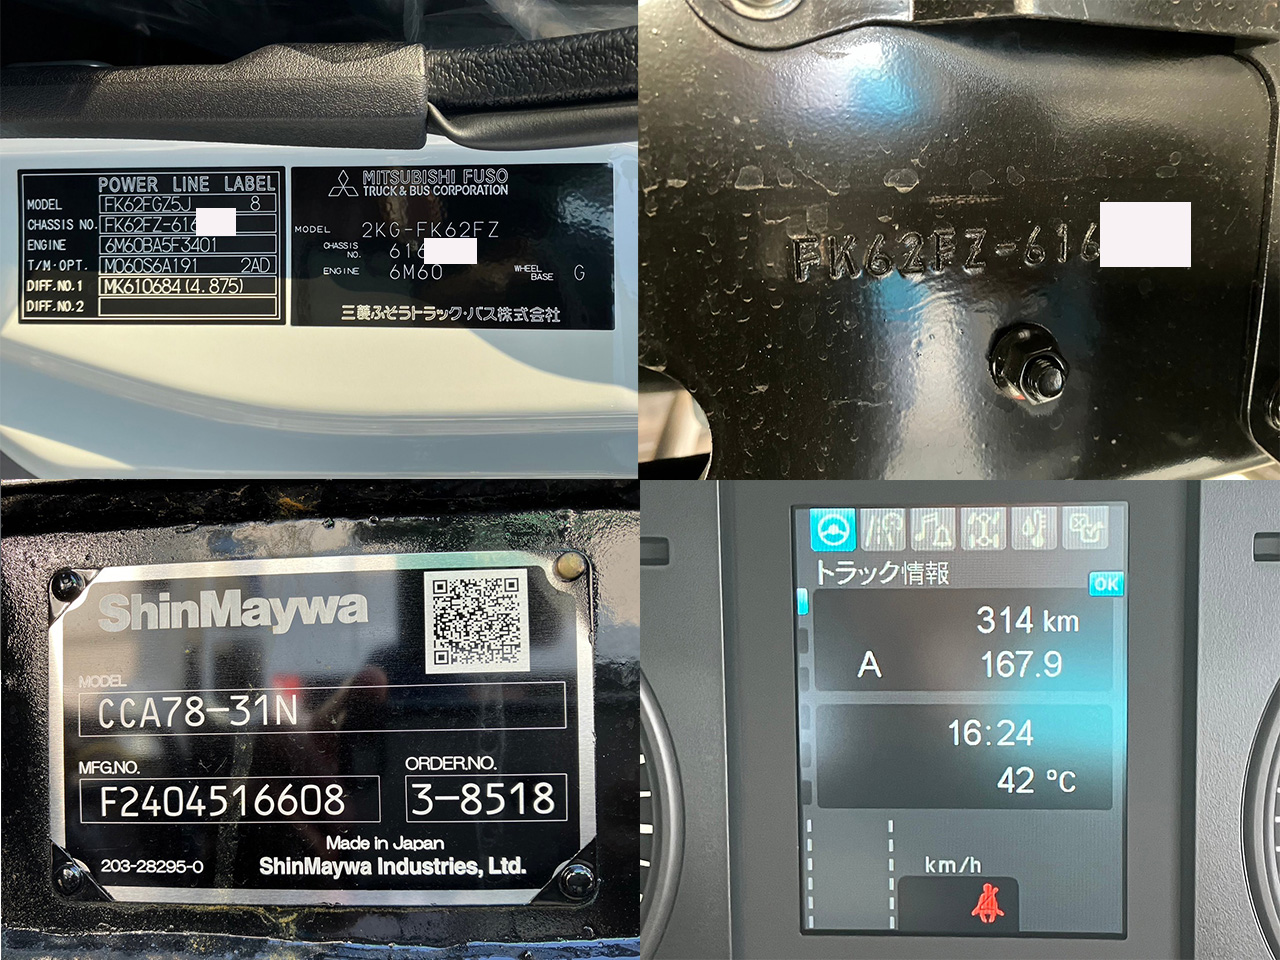 POWER LINE LABEL
MODEL FK62FGZ5J 8
CHASSIS NO. FK62FZ-616
ENGINE 6M60BA5F3401
T/M·OPT. M060S6A191 2AD
DIFF.NO.1 MK610684(4.875)
DIFF.NO.2
MITSUBISHI FUSO
TRUCK & BUS CORPORATION
MODEL 2KG-FK62FZ
CHASSIS NO. 616
ENGINE 6M60 WHEEL BASE G
三菱ふそうトラック・バス株式会社
FK62FZ-616
ShinMaywa
MODEL
CCA78-31N
MFG.NO. ORDER.NO.
F2404516608 3-8518
Made in Japan
203-28295-0 ShinMaywa Industries, Ltd.
トラック情報
OK
314 km
A 167.9
16:24
42 °C
km/h